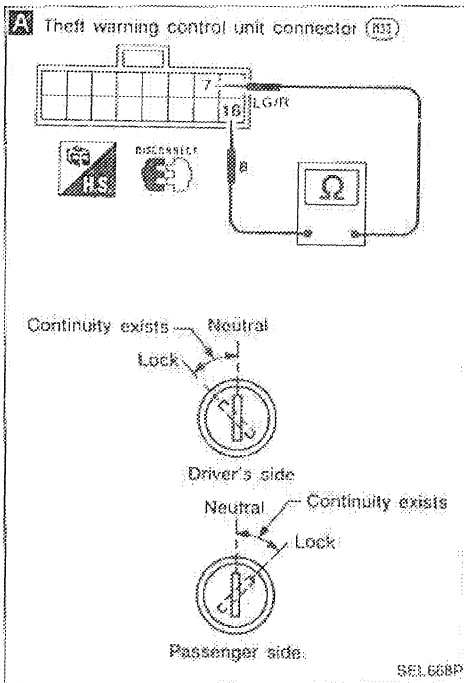 A Theft warning control unit connector (M33)
7
LG/R
16
B
H.S.
DISCONNECT
Ω
Continuity exists
Neutral
Lock
Driver's side
Neutral
Continuity exists
Lock
Passenger side
SEL668P